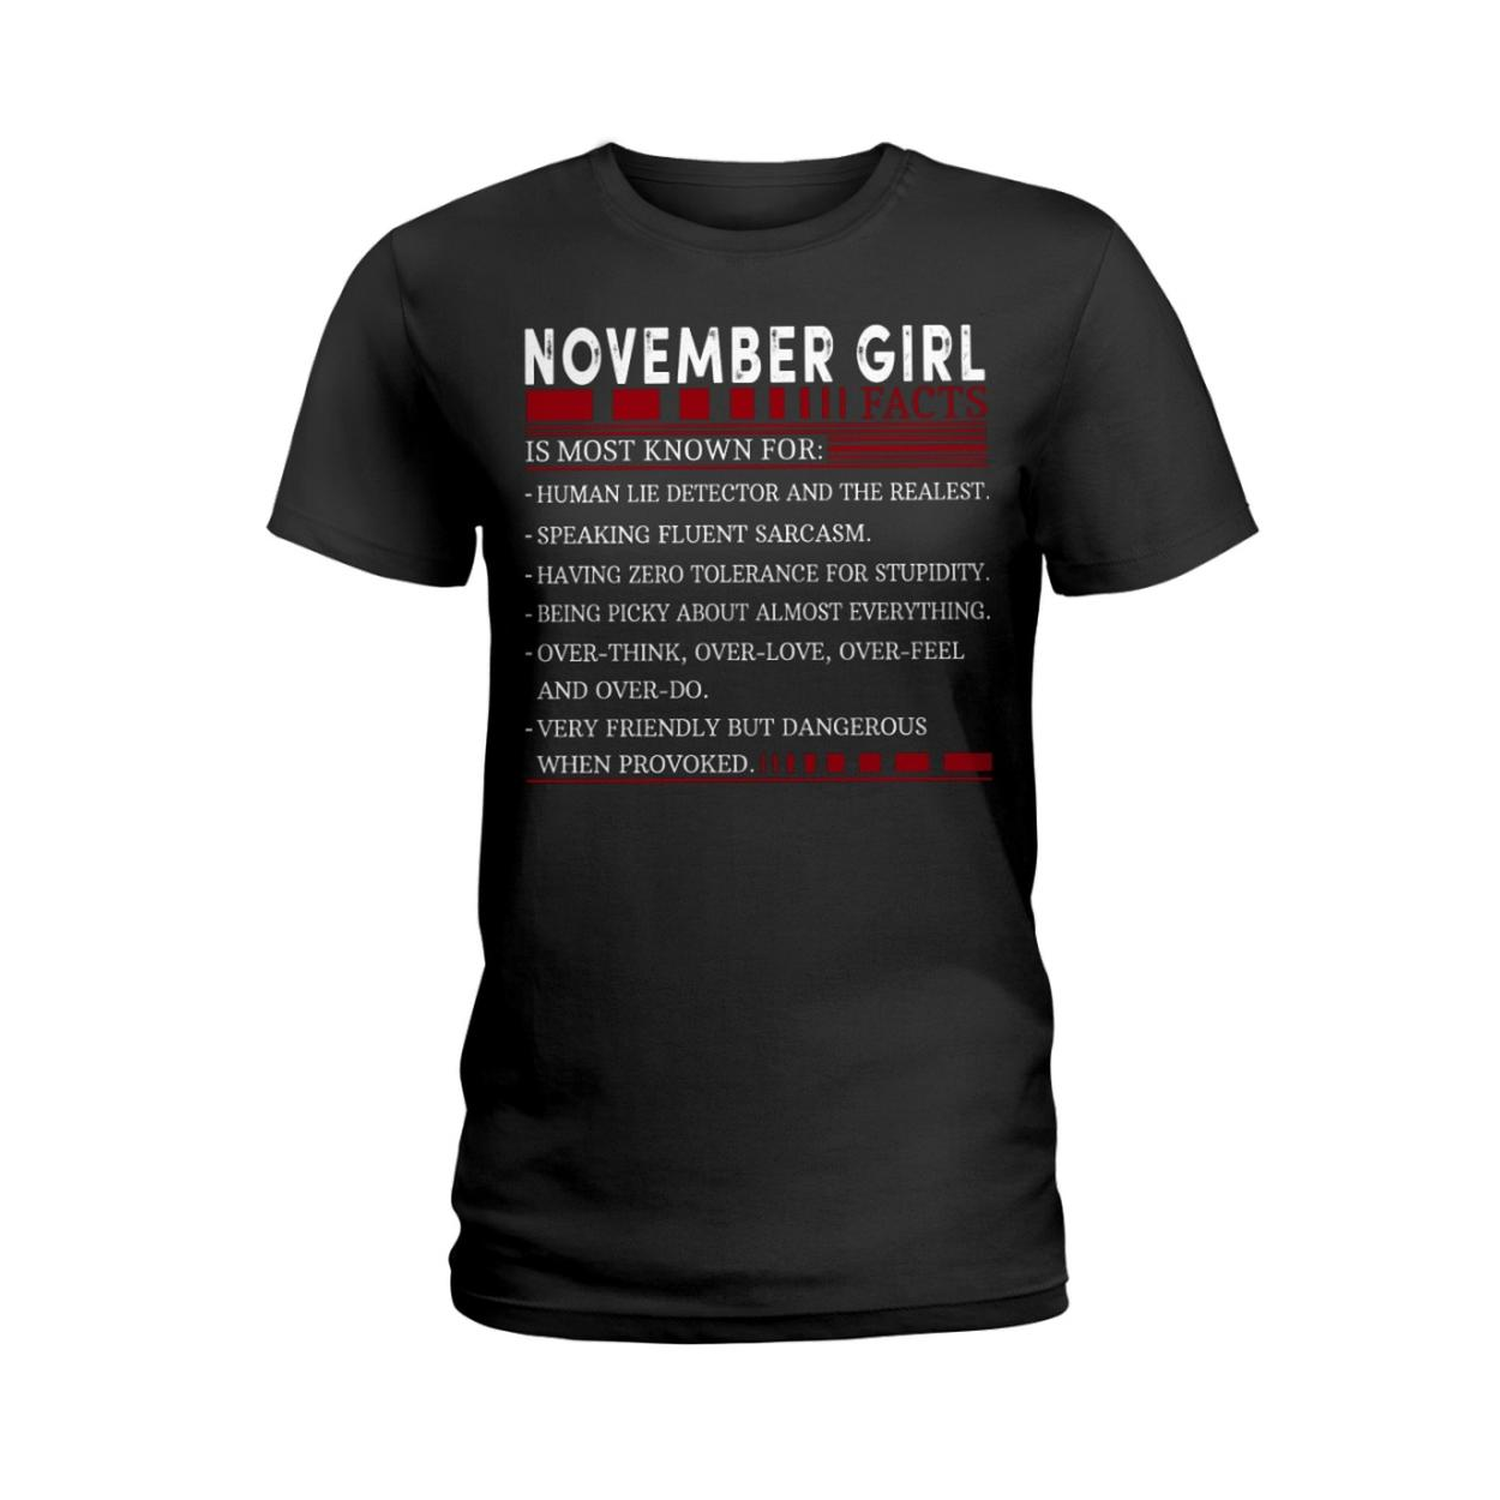 NOVEMBER GIRL
FACTS
IS MOST KNOWN FOR:
- HUMAN LIE DETECTOR AND THE REALEST.
- SPEAKING FLUENT SARCASM.
- HAVING ZERO TOLERANCE FOR STUPIDITY.
- BEING PICKY ABOUT ALMOST EVERYTHING.
- OVER-THINK, OVER-LOVE, OVER-FEEL
AND OVER-DO.
- VERY FRIENDLY BUT DANGEROUS
WHEN PROVOKED.